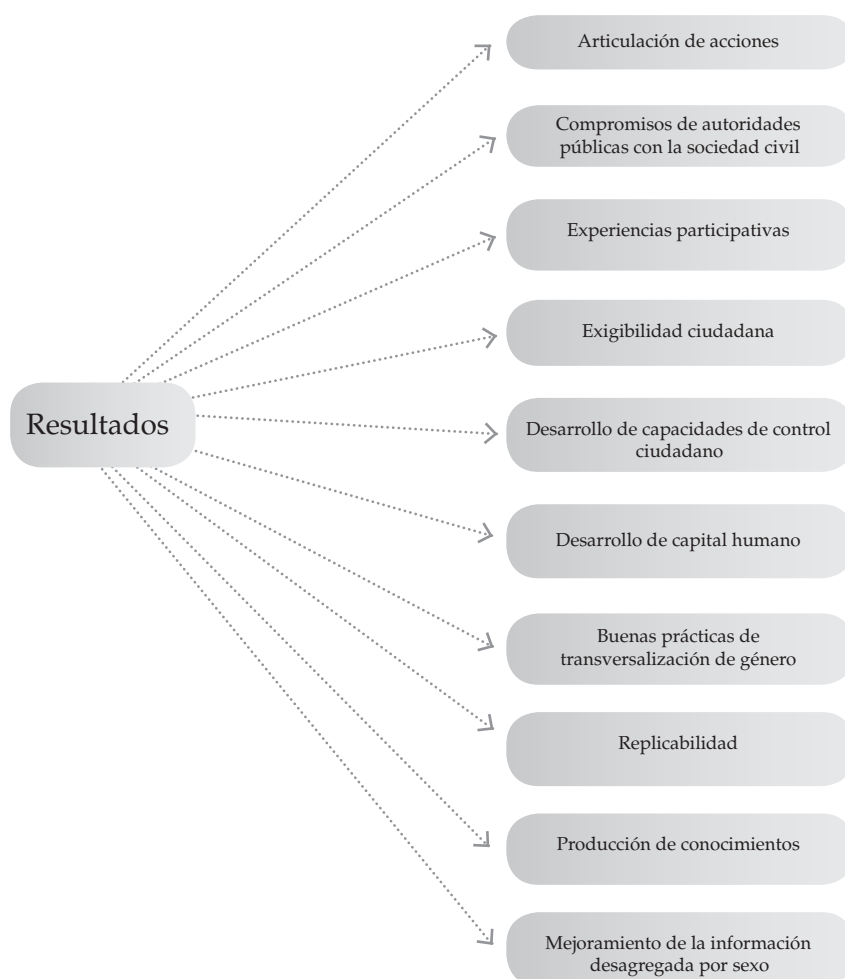 Resultados
Articulación de acciones
Compromisos de autoridades
públicas con la sociedad civil
Experiencias participativas
Exigibilidad ciudadana
Desarrollo de capacidades de control
ciudadano
Desarrollo de capital humano
Buenas prácticas de
transversalización de género
Replicabilidad
Producción de conocimientos
Mejoramiento de la información
desagregada por sexo